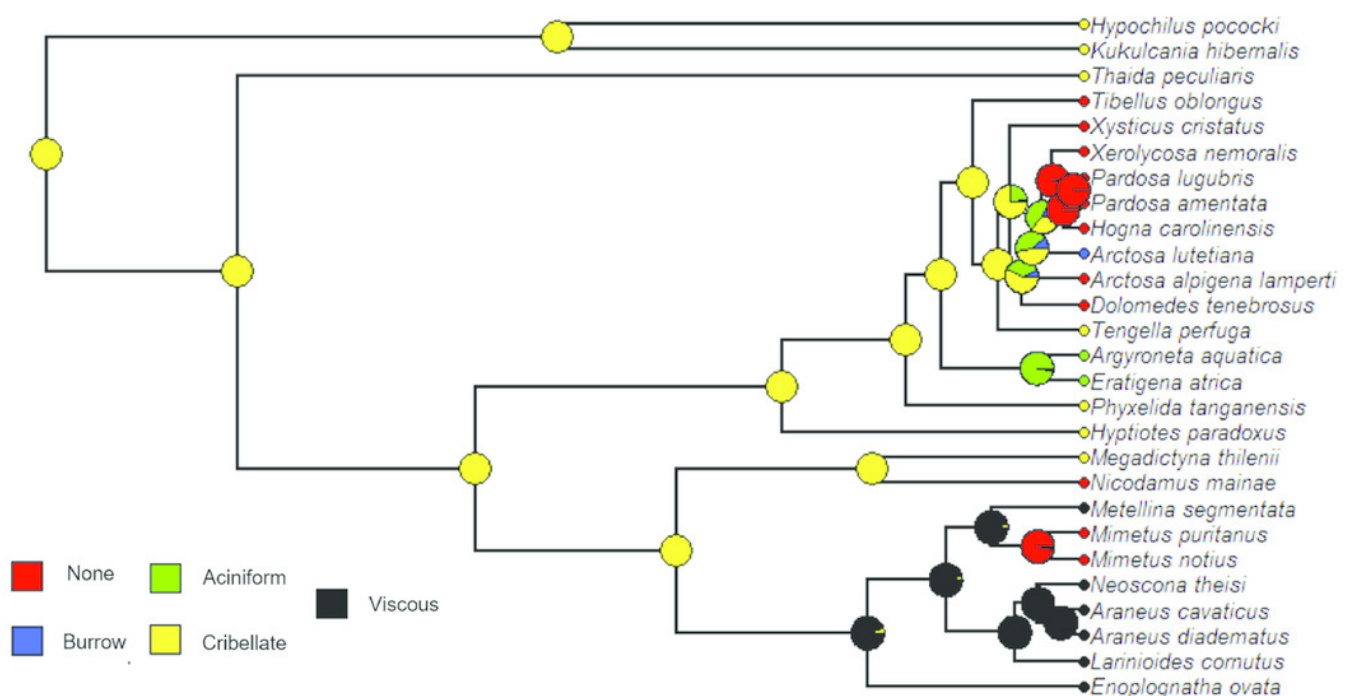 Hypochilus pococki
Kukulcania hibernalis
Thaida peculiaris
Tibellus oblongus
Xysticus cristatus
Xerolycosa nemoralis
Pardosa lugubris
Pardosa amentata
Hogna carolinensis
Arctosa lutetiana
Arctosa alpigena lamperti
Dolomedes tenebrosus
Tengella perfuga
Argyroneta aquatica
Eratigena atrica
Phyxelida tanganensis
Hyptiotes paradoxus
Megadictyna thilenii
Nicodamus mainae
Metellina segmentata
Mimetus puritanus
Mimetus notius
Neoscona theisi
Araneus cavaticus
Araneus diadematus
Larinioides cornutus
Enoplognatha ovata
None
Aciniform
Viscous
Burrow
Cribellate